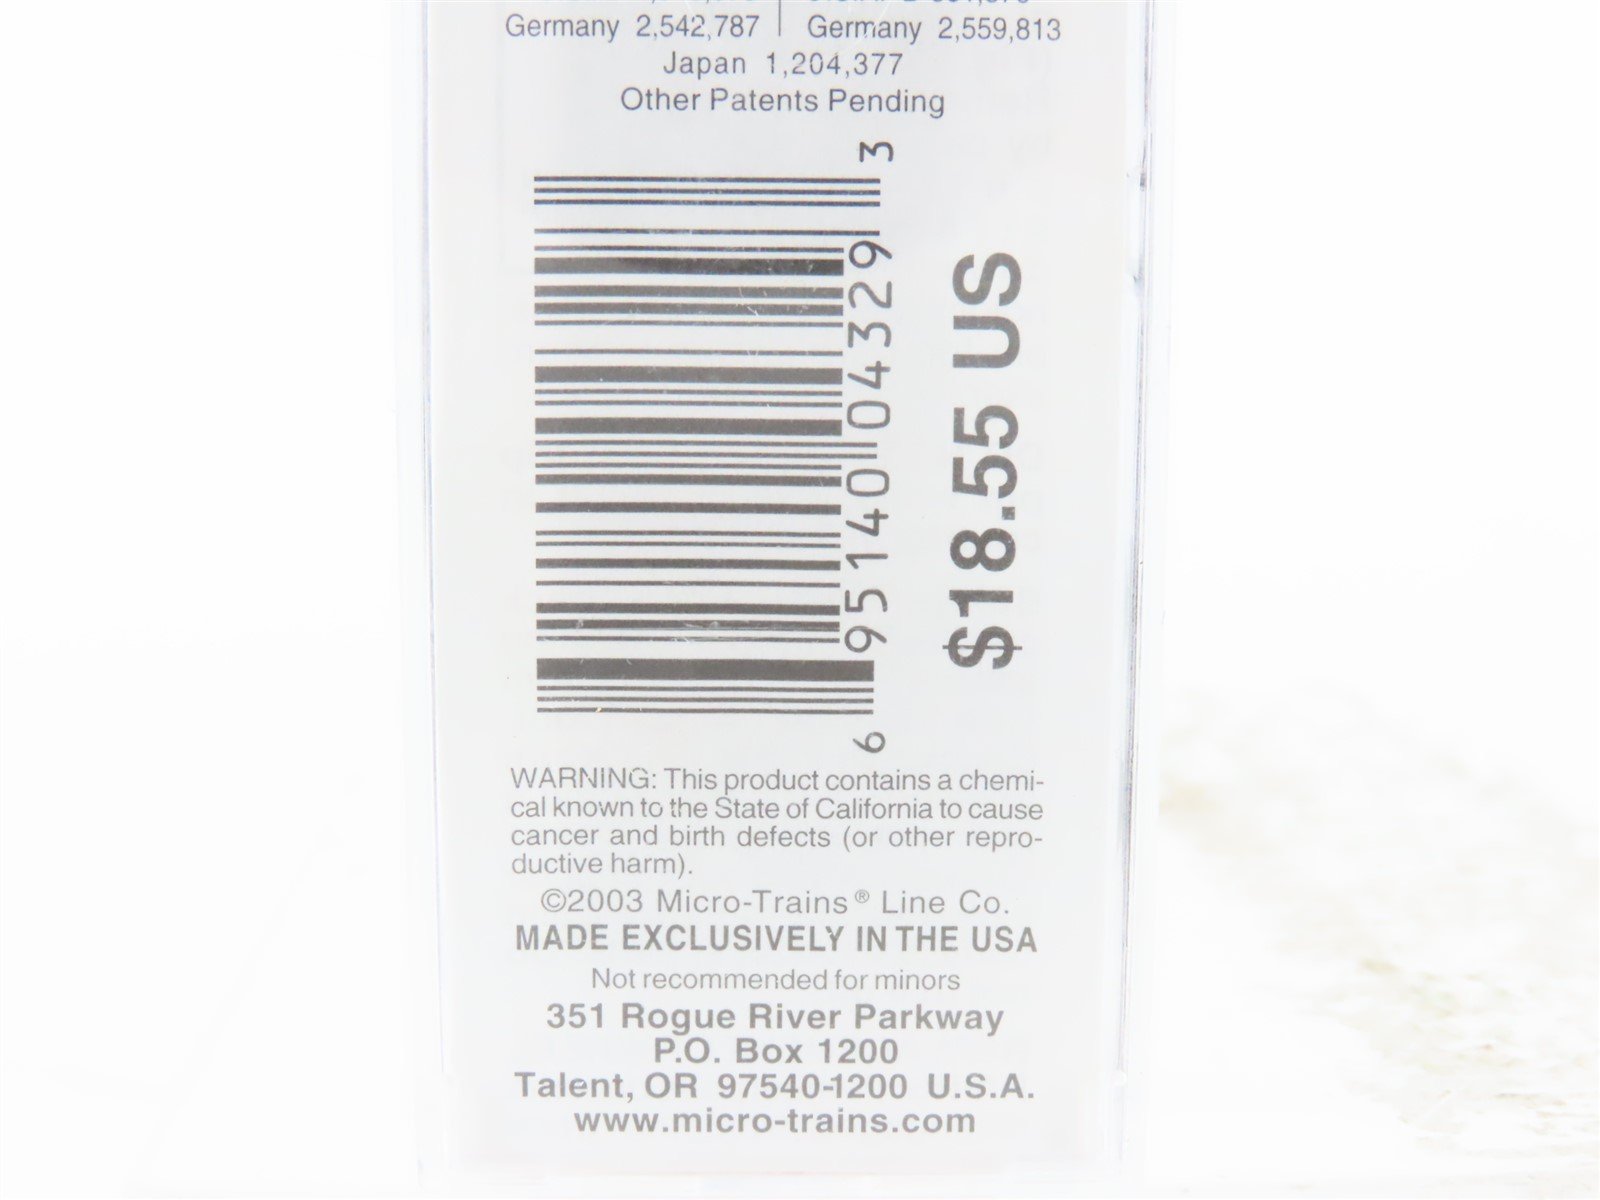 Germany 2,542,787 | Germany 2,559,813
Japan 1,204,377
Other Patents Pending
6 95140 04329 3
$18.55 US
WARNING: This product contains a chemi-
cal known to the State of California to cause
cancer and birth defects (or other repro-
ductive harm).
©2003 Micro-Trains® Line Co.
MADE EXCLUSIVELY IN THE USA
Not recommended for minors
351 Rogue River Parkway
P.O. Box 1200
Talent, OR 97540-1200 U.S.A.
www.micro-trains.com